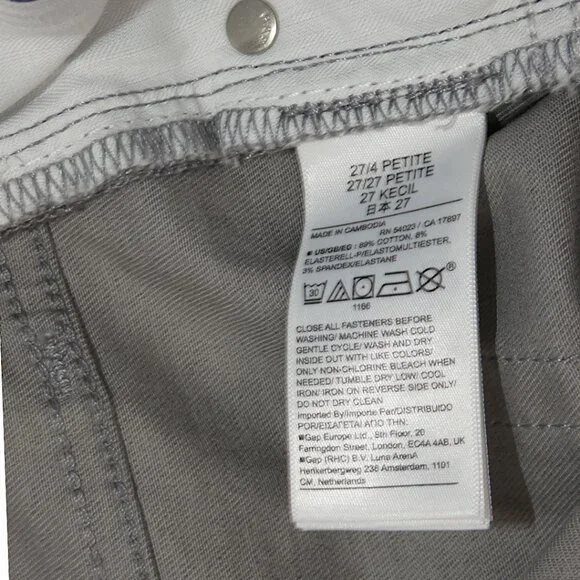 27/4 PETITE
27/27 PETITE
27 KECIL
日本 27
MADE IN CAMBODIA RN 54023 / CA 17897
■ US/GB/ED : 89% COTTON, 8%
ELASTERELL-P/ELASTOMULTIESTER,
3% SPANDEX/ELASTANE
30 ®
1166
CLOSE ALL FASTENERS BEFORE
WASHING/ MACHINE WASH COLD
GENTLE CYCLE/ WASH AND DRY
INSIDE OUT WITH LIKE COLORS/
ONLY NON-CHLORINE BLEACH WHEN
NEEDED/ TUMBLE DRY LOW/ COOL
IRON/ IRON ON REVERSE SIDE ONLY/
DO NOT DRY CLEAN
Imported By/Importe Par/DISTRIBUIDO
POR/ΕΙΣΑΓΕΤΑΙ ΑΠΟ ΤΗΝ.
■Gap Europe Ltd., 5th Floor, 20
Farringdon Street, London, EC4A 4AB, UK
■Gap (RHC) B.V. Luna ArenA
Herikerbergweg 238 Amsterdam, 1101
CM, Netherlands